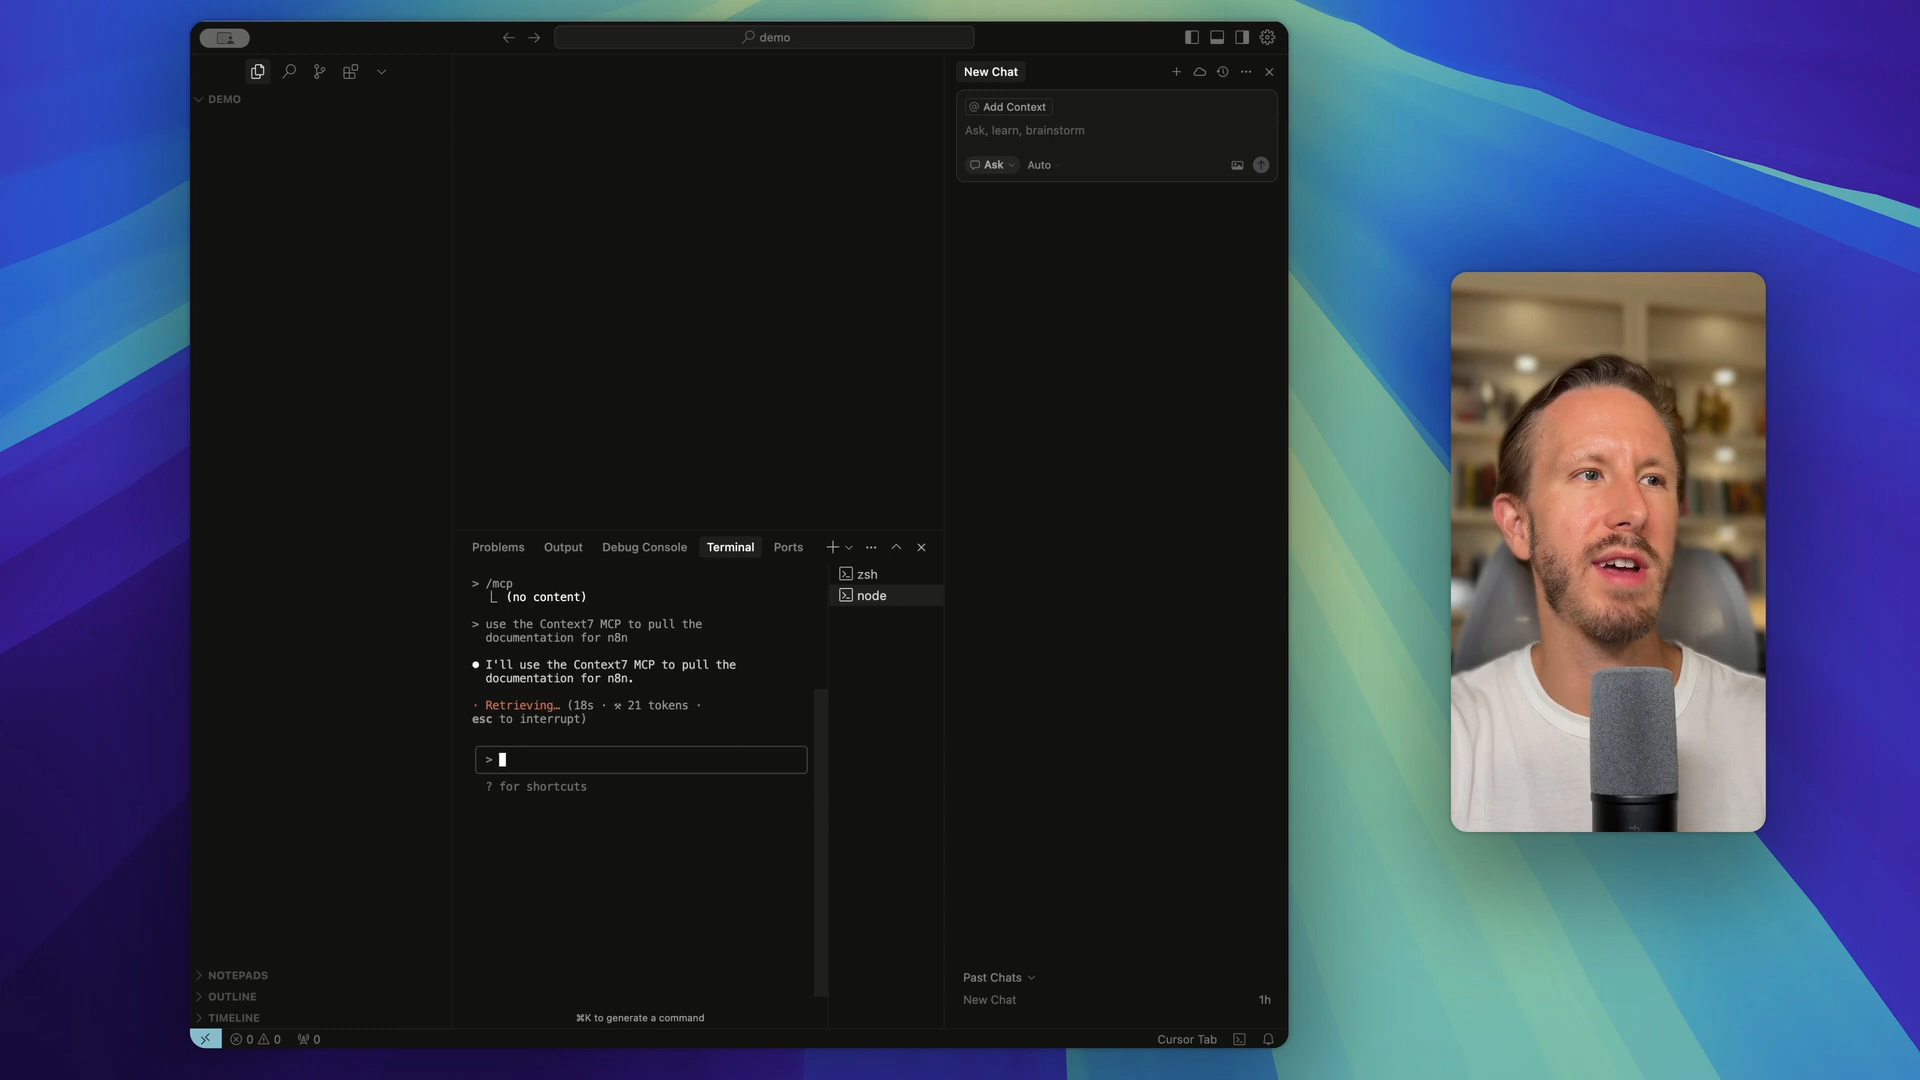 demo
DEMO
New Chat
Add Context
Ask, learn, brainstorm
Ask
Auto
Problems
Output
Debug Console
Terminal
Ports
> /mcp
(no content)
> use the Context7 MCP to pull the
documentation for n8n
I'll use the Context7 MCP to pull the
documentation for n8n.
· Retrieving… (18s · ⚒ 21 tokens ·
esc to interrupt)
>
? for shortcuts
zsh
node
⌘K to generate a command
Past Chats
New Chat
1h
NOTEPADS
OUTLINE
TIMELINE
0
0
0
Cursor Tab